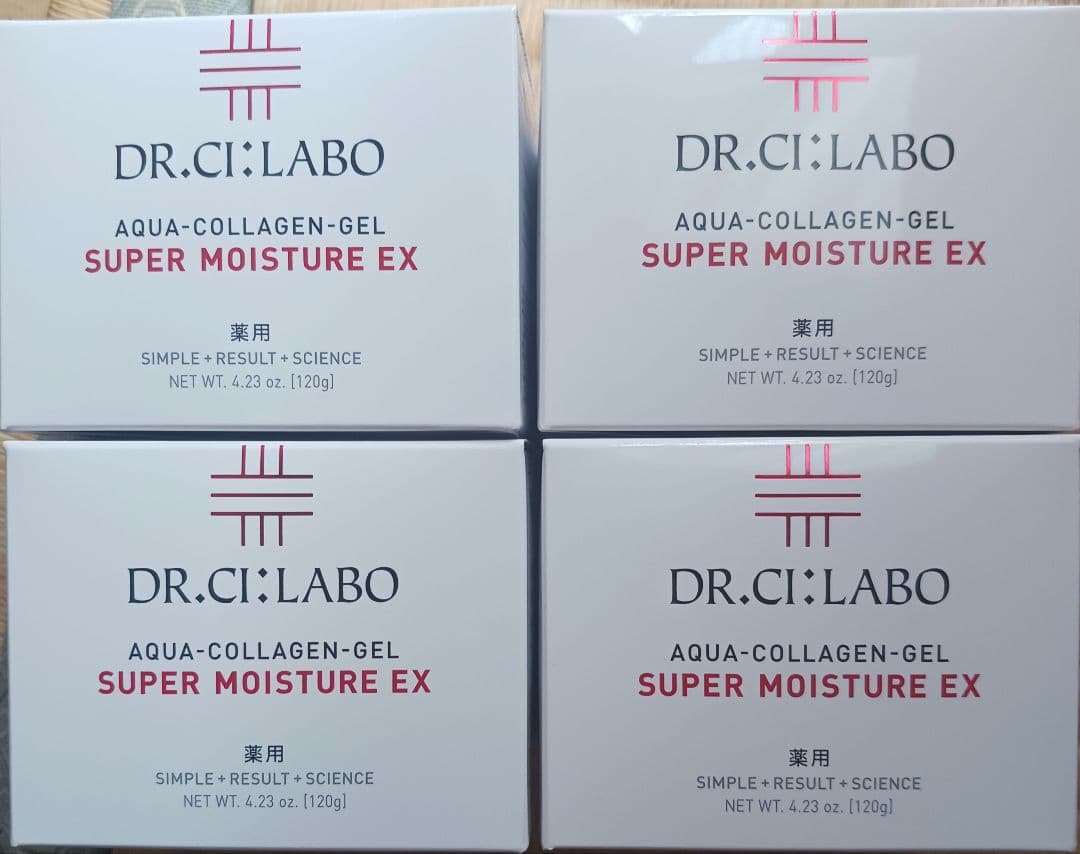 DR.CI:LABO
AQUA-COLLAGEN-GEL
SUPER MOISTURE EX
薬用
SIMPLE+RESULT+SCIENCE
NET WT. 4.23 oz. [120g]
DR.CI:LABO
AQUA-COLLAGEN-GEL
SUPER MOISTURE EX
薬用
SIMPLE+RESULT+SCIENCE
NET WT. 4.23 oz. [120g]
DR.CI:LABO
AQUA-COLLAGEN-GEL
SUPER MOISTURE EX
薬用
SIMPLE+RESULT+SCIENCE
NET WT. 4.23 oz. [120g]
DR.CI:LABO
AQUA-COLLAGEN-GEL
SUPER MOISTURE EX
薬用
SIMPLE+RESULT+SCIENCE
NET WT. 4.23 oz. [120g]